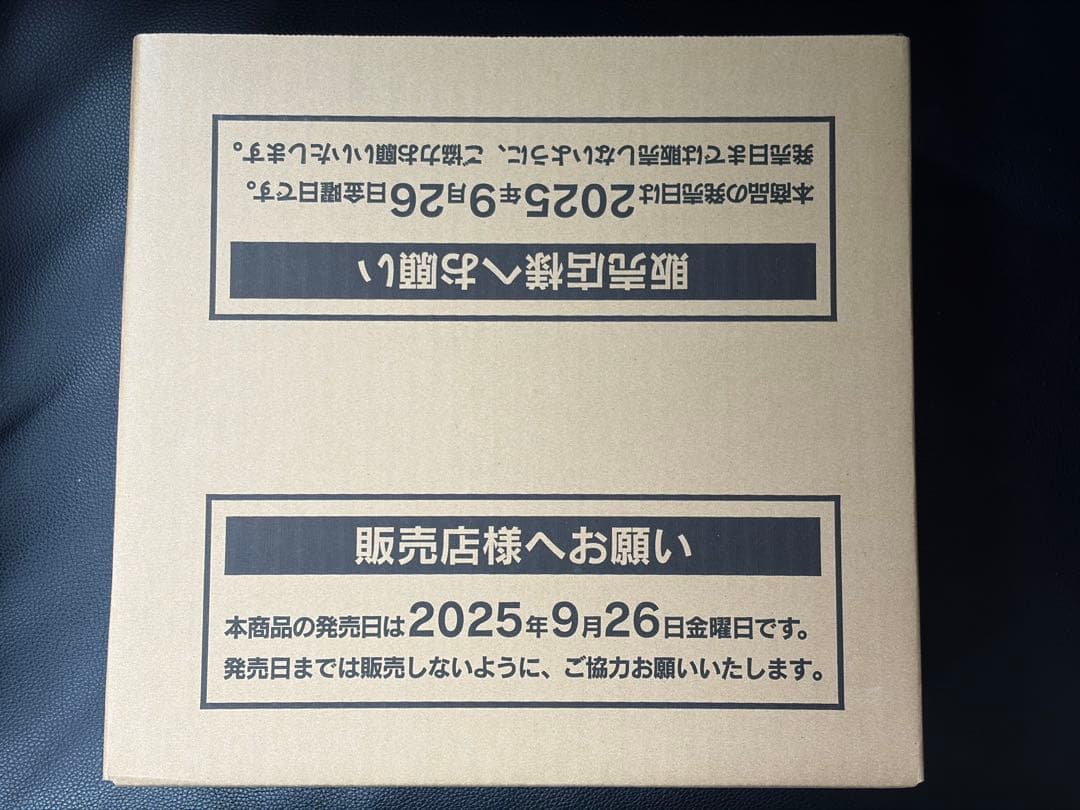 発売日までは販売しないように、ご協力お願いいたします。
本商品の発売日は2025年9月26日金曜日です。
販売店様へお願い
販売店様へお願い
本商品の発売日は2025年9月26日金曜日です。
発売日までは販売しないように、ご協力お願いいたします。